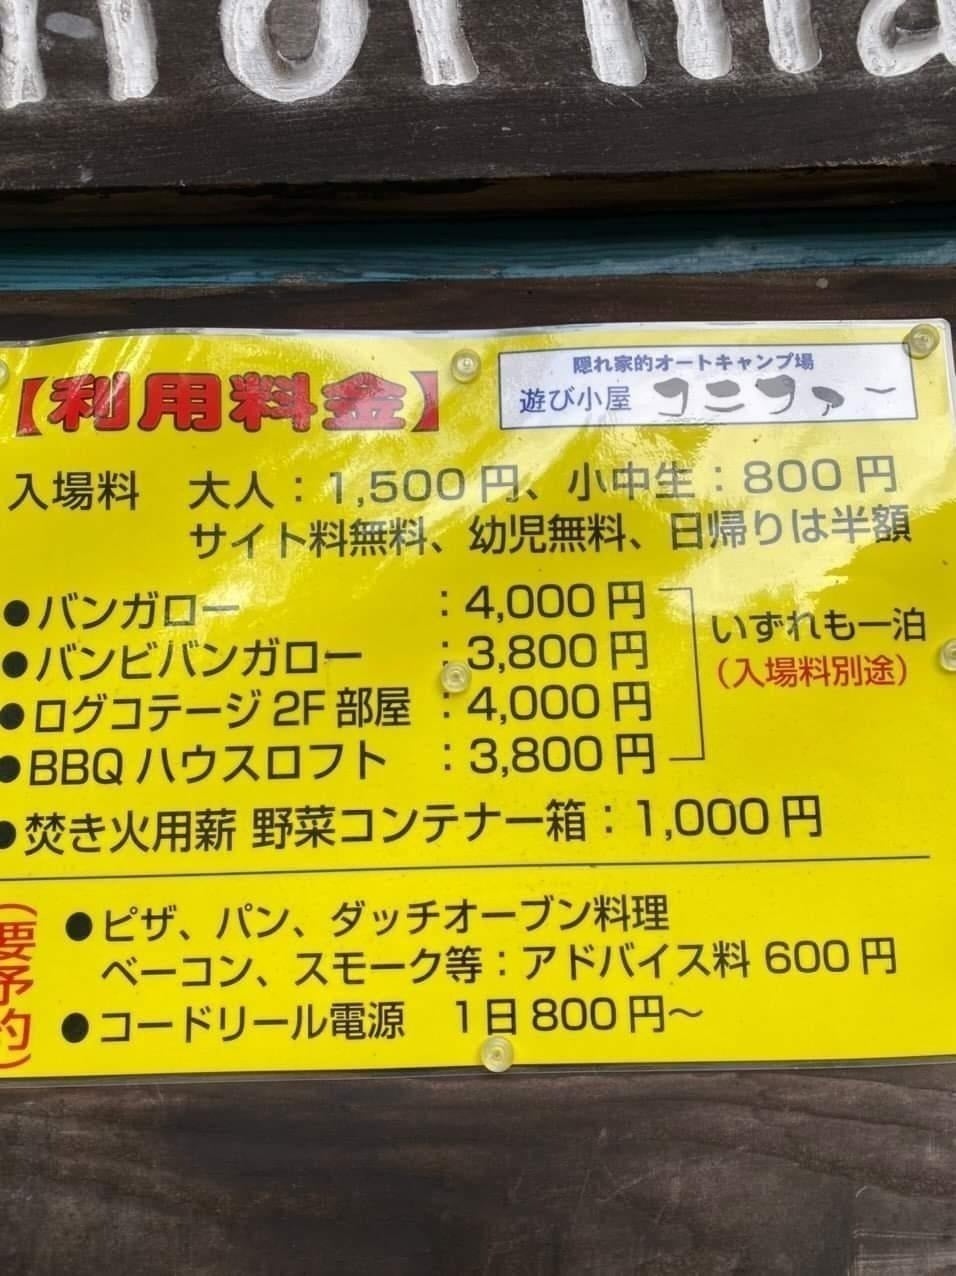 【利用料金】
隠れ家的オートキャンプ場
遊び小屋 コニファー
入場料 大人：1,500円、小中生：800円
サイト料無料、幼児無料、日帰りは半額
●バンガロー ：4,000円
●バンビバンガロー ：3,800円
●ログコテージ2F部屋 ：4,000円
●BBQハウスロフト ：3,800円
いずれも一泊
（入場料別途）
●焚き火用薪 野菜コンテナー箱：1,000円
（要予約）
●ピザ、パン、ダッチオーブン料理
ベーコン、スモーク等：アドバイス料 600円
●コードリール電源 1日800円～